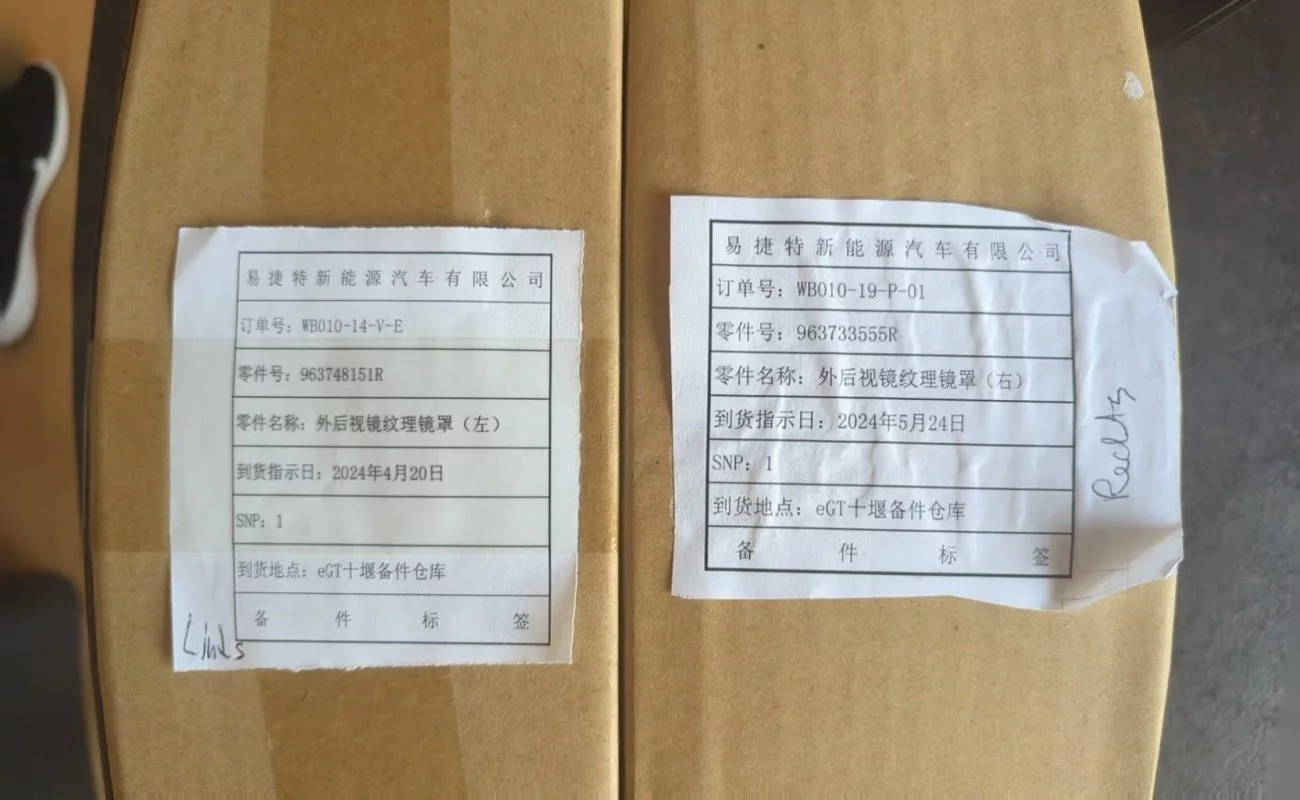 易捷特新能源汽车有限公司
订单号：WB010-14-V-E
零件号：963748151R
零件名称：外后视镜纹理镜罩（左）
到货指示日：2024年4月20日
SNP：1
到货地点：eGT十堰备件仓库
备 件 标 签
Links
易捷特新能源汽车有限公司
订单号：WB010-19-P-01
零件号：963733555R
零件名称：外后视镜纹理镜罩（右）
到货指示日：2024年5月24日
SNP：1
到货地点：eGT十堰备件仓库
备 件 标 签
Rechts